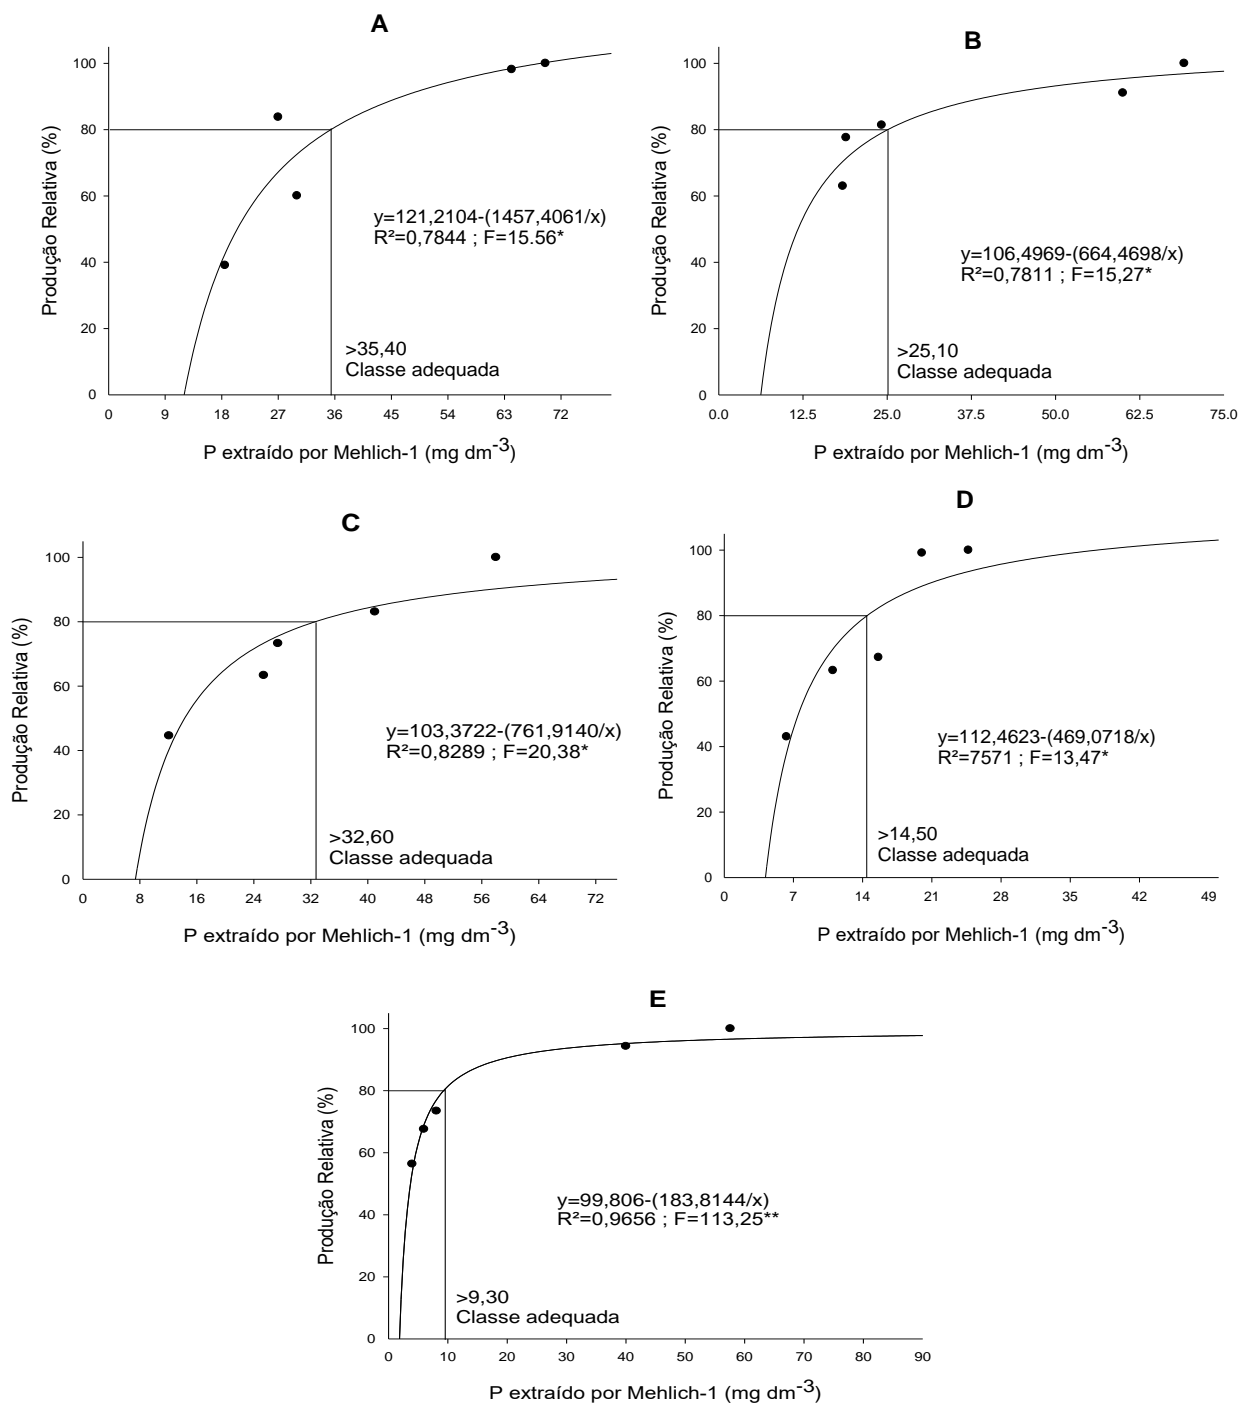 A
100
80
60
40
20
0
Produção Relativa (%)
y=121,2104-(1457,4061/x)
R²=0,7844 ; F=15.56*
>35,40
Classe adequada
0 9 18 27 36 45 54 63 72
P extraído por Mehlich-1 (mg dm-3)
B
100
80
60
40
20
0
Produção Relativa (%)
y=106,4969-(664,4698/x)
R²=0,7811 ; F=15,27*
>25,10
Classe adequada
0.0 12.5 25.0 37.5 50.0 62.5 75.0
P extraído por Mehlich-1 (mg dm-3)
C
100
80
60
40
20
0
Produção Relativa (%)
y=103,3722-(761,9140/x)
R²=0,8289 ; F=20,38*
>32,60
Classe adequada
0 8 16 24 32 40 48 56 64 72
P extraído por Mehlich-1 (mg dm-3)
D
100
80
60
40
20
0
Produção Relativa (%)
y=112,4623-(469,0718/x)
R²=7571 ; F=13,47*
>14,50
Classe adequada
0 7 14 21 28 35 42 49
P extraído por Mehlich-1 (mg dm-3)
E
100
80
60
40
20
0
Produção Relativa (%)
y=99,806-(183,8144/x)
R²=0,9656 ; F=113,25**
>9,30
Classe adequada
0 10 20 30 40 50 60 70 80 90
P extraído por Mehlich-1 (mg dm-3)